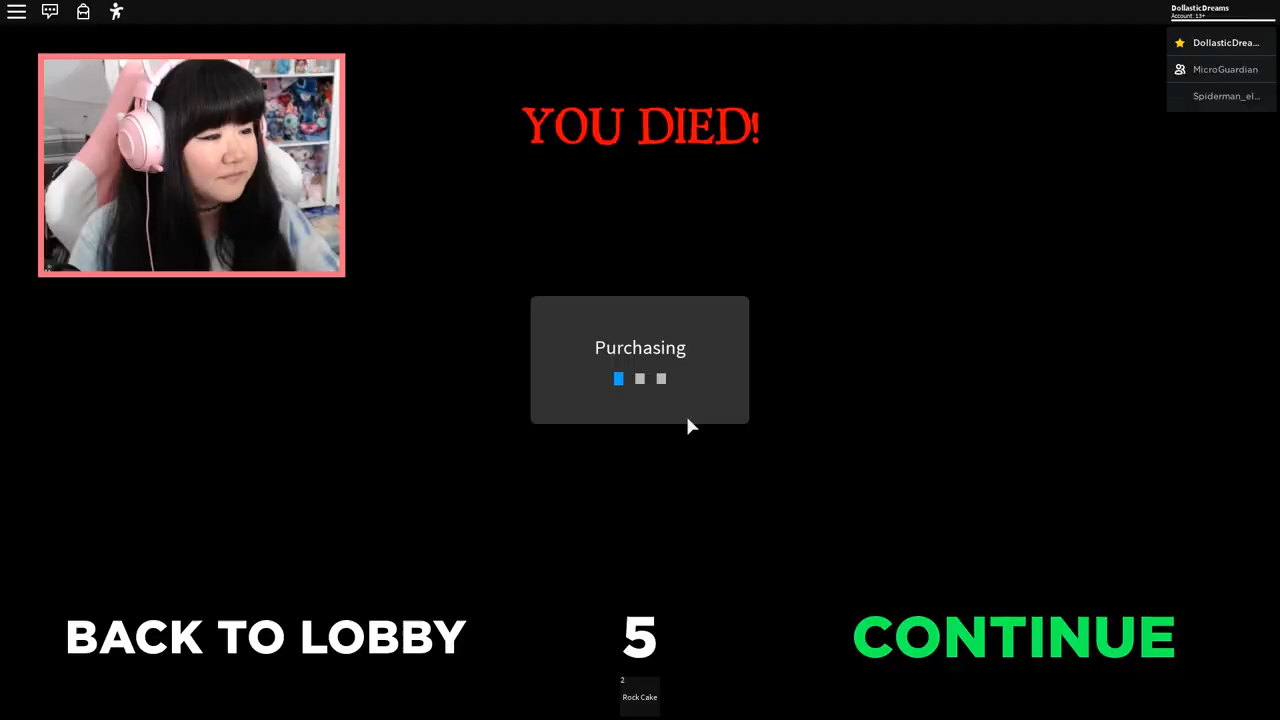 DollasticDreams
Account: 13+
DollasticDrea...
MicroGuardian
Spiderman_el...
YOU DIED!
Purchasing
BACK TO LOBBY
5
CONTINUE
2
Rock Cake